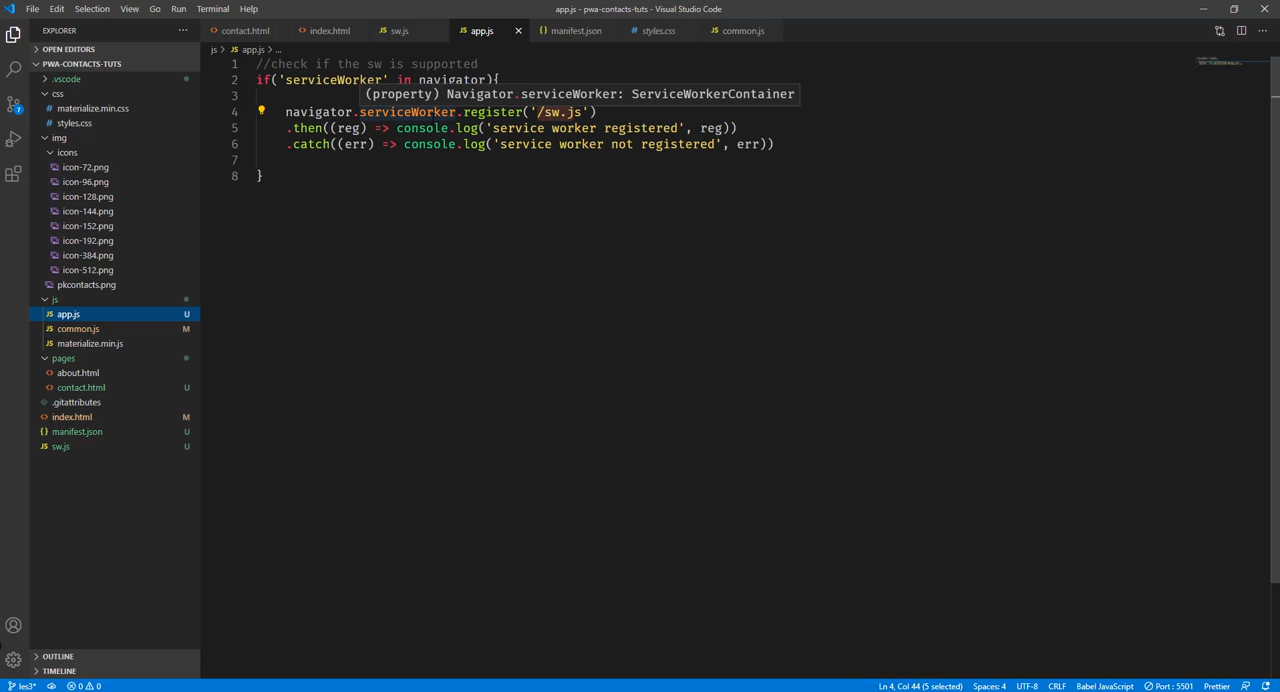 File Edit Selection View Go Run Terminal Help
app.js - pwa-contacts-tuts - Visual Studio Code
EXPLORER
contact.html
index.html
sw.js
app.js
manifest.json
styles.css
common.js
js > app.js > ...
OPEN EDITORS
PWA-CONTACTS-TUTS
.vscode
css
materialize.min.css
styles.css
img
icons
icon-72.png
icon-96.png
icon-128.png
icon-144.png
icon-152.png
icon-192.png
icon-384.png
icon-512.png
pkcontacts.png
js
app.js U
common.js M
materialize.min.js
pages
about.html
contact.html U
.gitattributes
index.html M
manifest.json U
sw.js U
OUTLINE
TIMELINE
7
1 //check if the sw is supported
2 if('serviceWorker' in navigator){
(property) Navigator.serviceWorker: ServiceWorkerContainer
3
4 navigator.serviceWorker.register('/sw.js')
5 .then((reg) => console.log('service worker registered', reg))
6 .catch((err) => console.log('service worker not registered', err))
7
8 }
les3* 0 0
Ln 4, Col 44 (5 selected) Spaces: 4 UTF-8 CRLF Babel JavaScript Port : 5501 Prettier